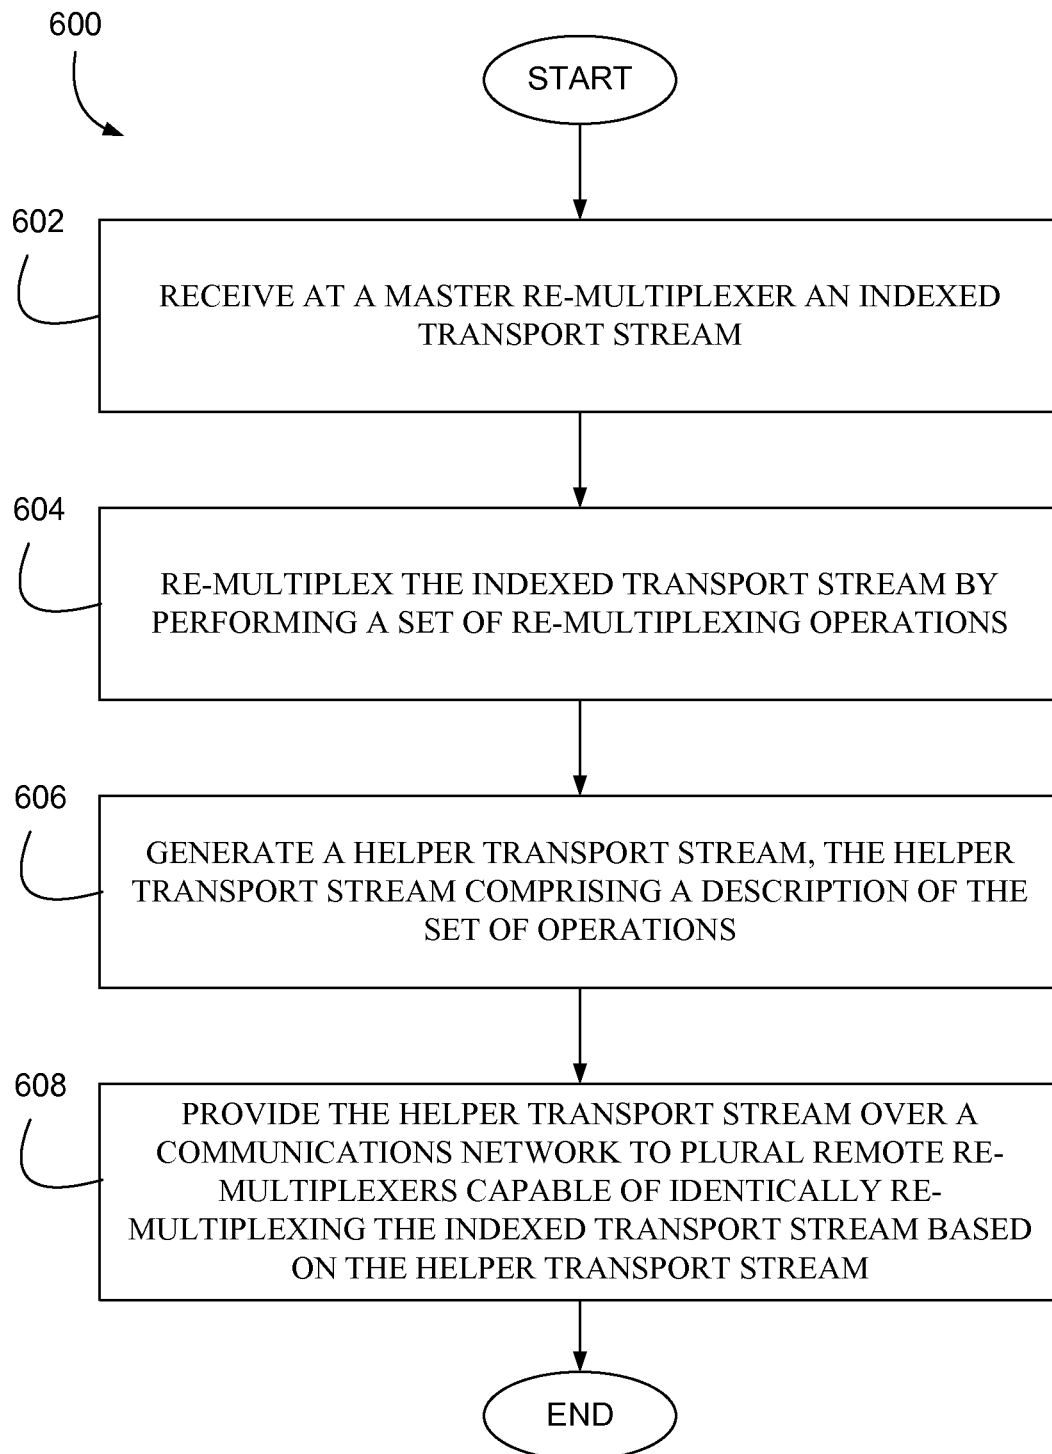 600
START
602
RECEIVE AT A MASTER RE-MULTIPLEXER AN INDEXED
TRANSPORT STREAM
604
RE-MULTIPLEX THE INDEXED TRANSPORT STREAM BY
PERFORMING A SET OF RE-MULTIPLEXING OPERATIONS
606
GENERATE A HELPER TRANSPORT STREAM, THE HELPER
TRANSPORT STREAM COMPRISING A DESCRIPTION OF THE
SET OF OPERATIONS
608
PROVIDE THE HELPER TRANSPORT STREAM OVER A
COMMUNICATIONS NETWORK TO PLURAL REMOTE RE-
MULTIPLEXERS CAPABLE OF IDENTICALLY RE-
MULTIPLEXING THE INDEXED TRANSPORT STREAM BASED
ON THE HELPER TRANSPORT STREAM
END